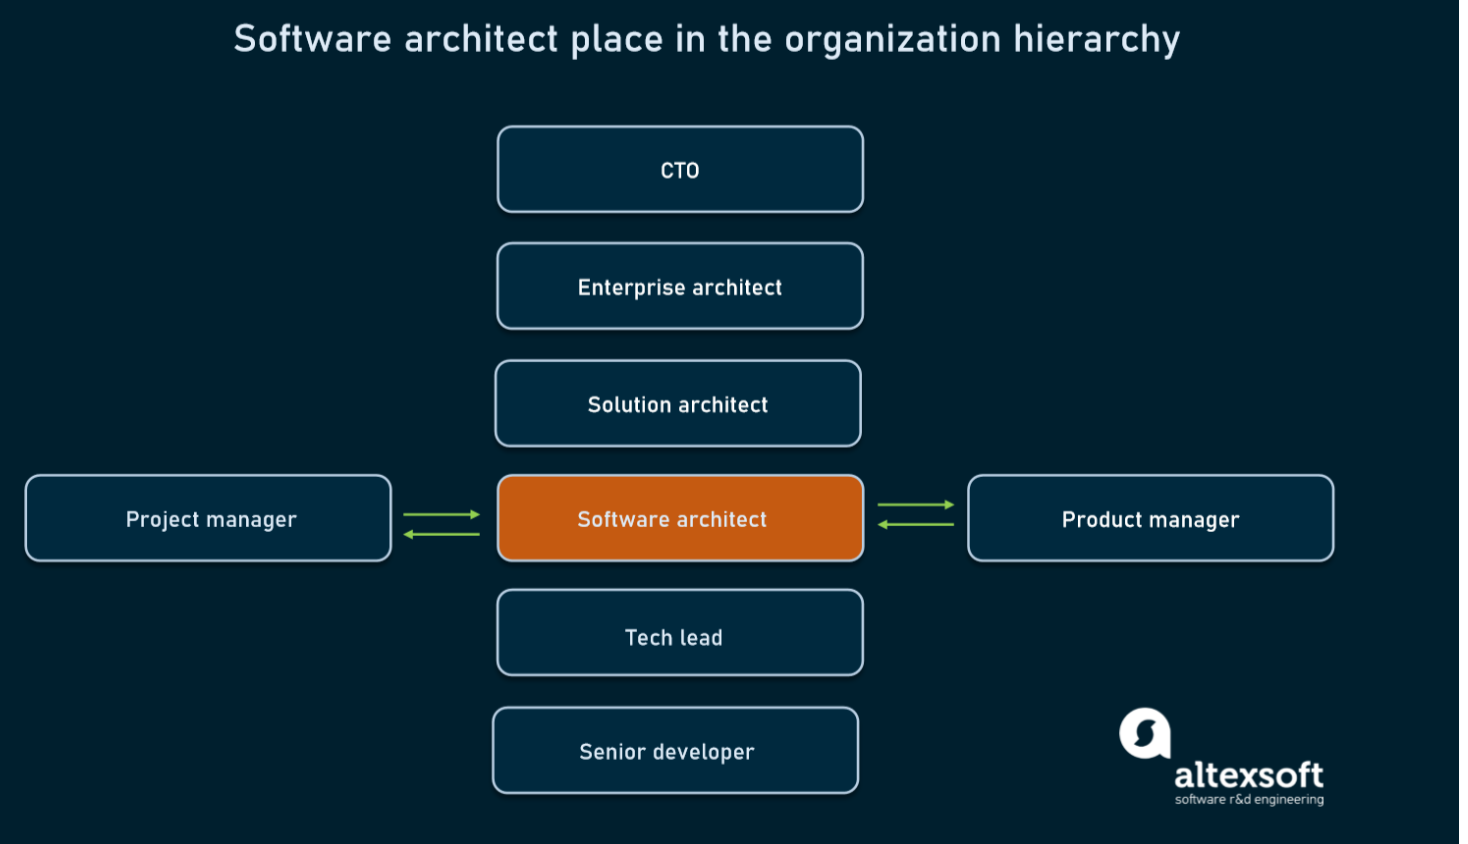 Software architect place in the organization hierarchy
CTO
Enterprise architect
Solution architect
Project manager
Software architect
Product manager
Tech lead
Senior developer
altexsoft
software r&d engineering